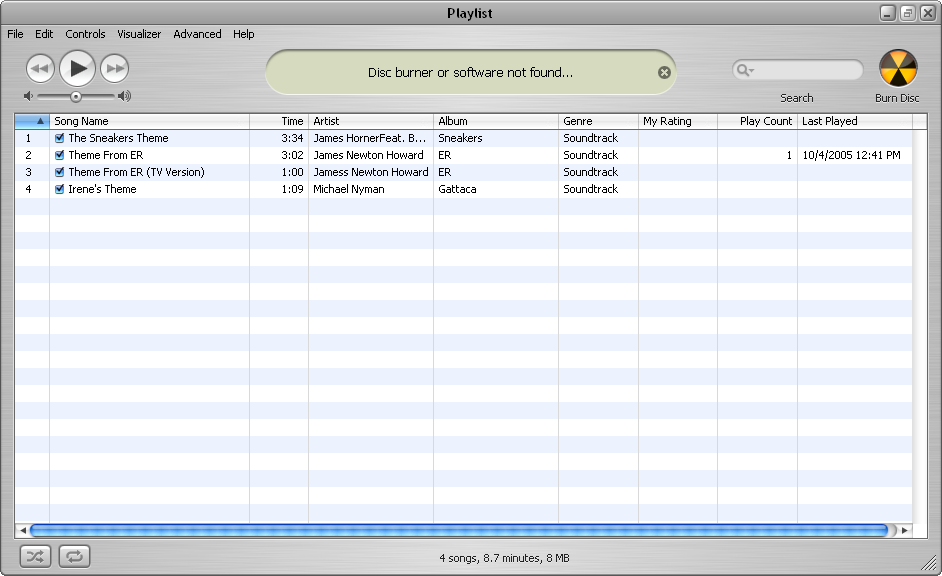 Playlist
File Edit Controls Visualizer Advanced Help
Disc burner or software not found...
Search
Burn Disc
Song Name Time Artist Album Genre My Rating Play Count Last Played
1 The Sneakers Theme 3:34 James HornerFeat. B... Sneakers Soundtrack
2 Theme From ER 3:02 James Newton Howard ER Soundtrack 1 10/4/2005 12:41 PM
3 Theme From ER (TV Version) 1:00 Jamess Newton Howard ER Soundtrack
4 Irene's Theme 1:09 Michael Nyman Gattaca Soundtrack
4 songs, 8.7 minutes, 8 MB